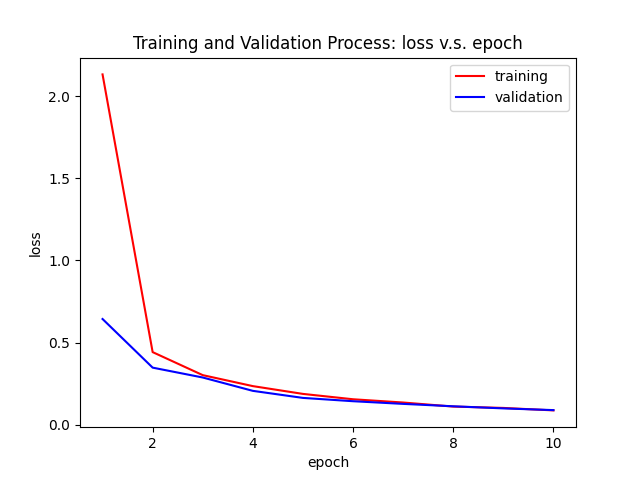 Training and Validation Process: loss v.s. epoch
training
validation
2.0
1.5
1.0
0.5
0.0
loss
2
4
6
8
10
epoch